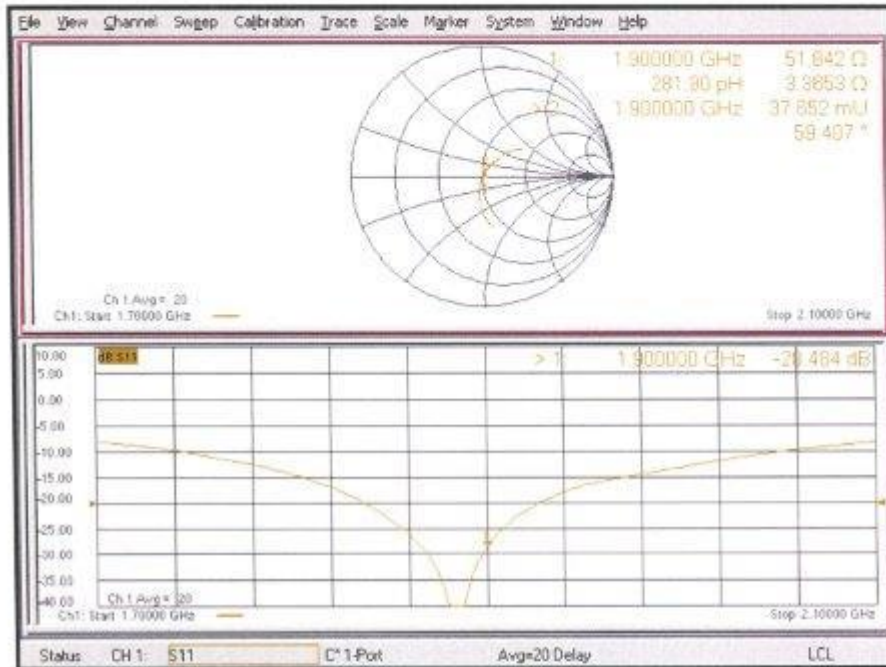 File View Channel Sweep Calibration Trace Scale Marker System Window Help
1: 1.900000 GHz 51.842 Ω
281.90 pH 3.3653 Ω
> 2: 1.900000 GHz 37.652 mU
59.407 °
Ch 1 Avg = 20
Ch1: Start 1.70000 GHz
Stop 2.10000 GHz
10.00 dB S11
> 1: 1.900000 GHz -28.484 dB
5.00
0.00
-5.00
-10.00
-15.00
-20.00
-25.00
-30.00
-35.00
-40.00
Ch 1 Avg = 20
Ch1: Start 1.70000 GHz
Stop 2.10000 GHz
Status CH 1: S11 C* 1-Port Avg=20 Delay LCL